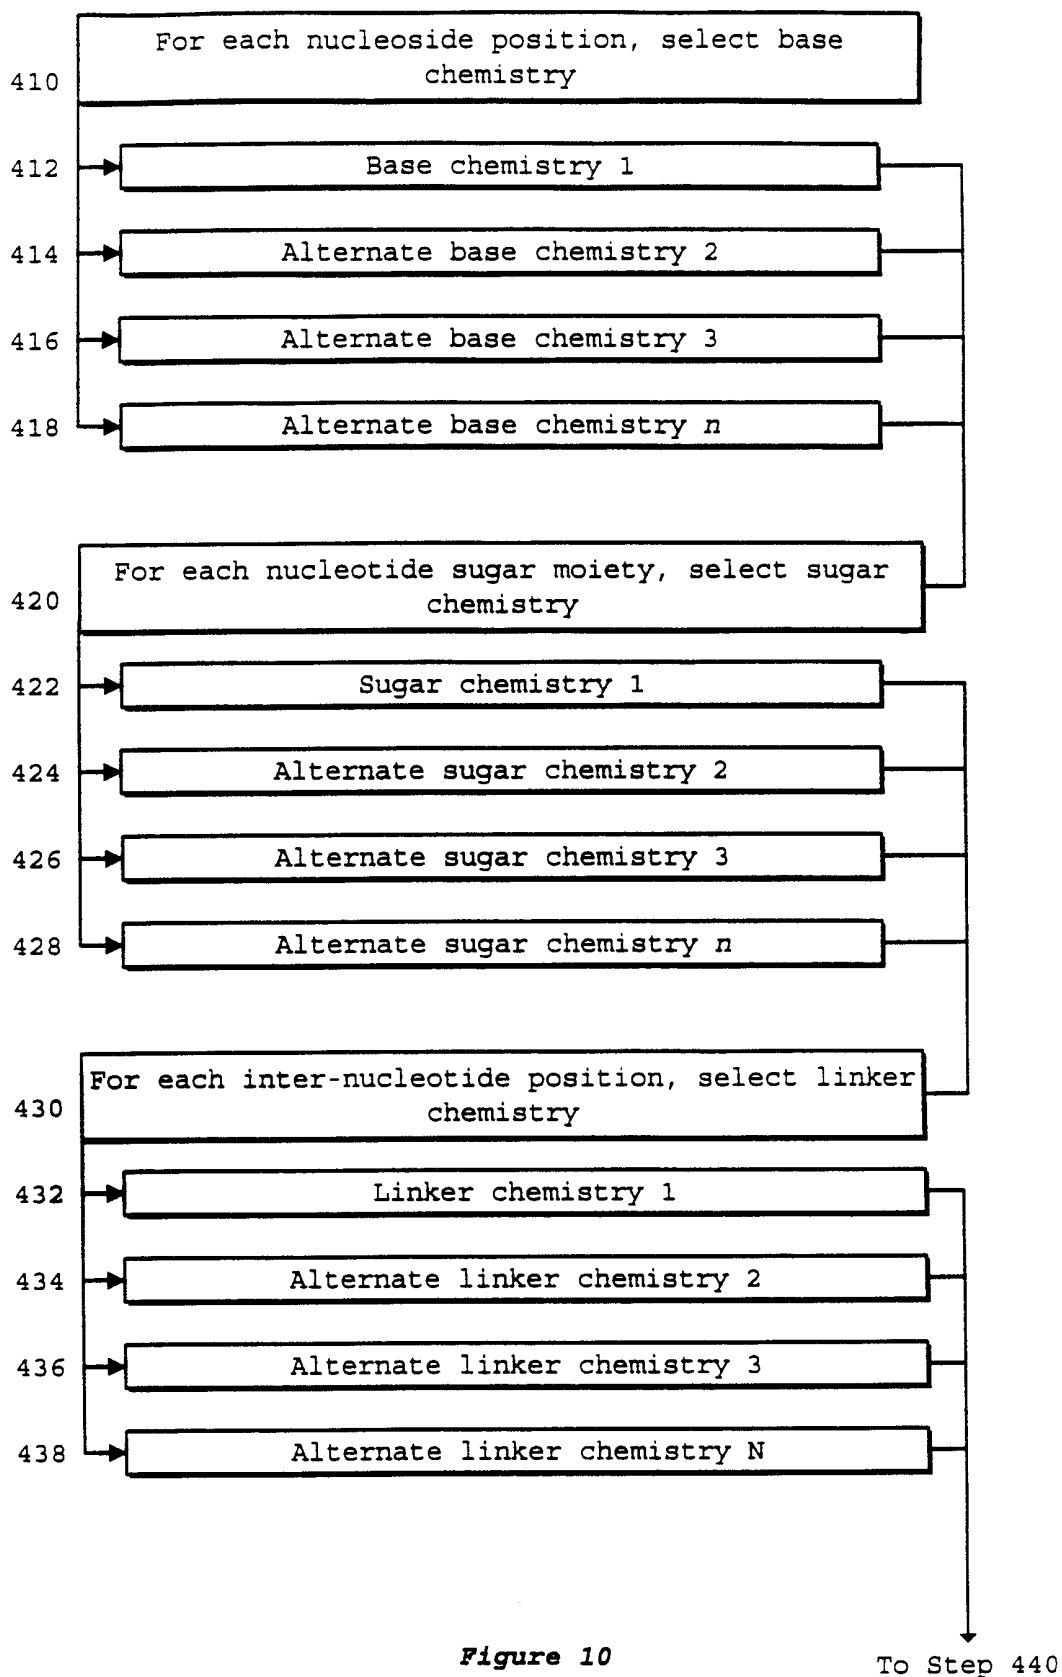 For each nucleoside position, select base
chemistry
410
412
Base chemistry 1
414
Alternate base chemistry 2
416
Alternate base chemistry 3
418
Alternate base chemistry n
For each nucleotide sugar moiety, select sugar
chemistry
420
422
Sugar chemistry 1
424
Alternate sugar chemistry 2
426
Alternate sugar chemistry 3
428
Alternate sugar chemistry n
For each inter-nucleotide position, select linker
chemistry
430
432
Linker chemistry 1
434
Alternate linker chemistry 2
436
Alternate linker chemistry 3
438
Alternate linker chemistry N
Figure 10
To Step 440